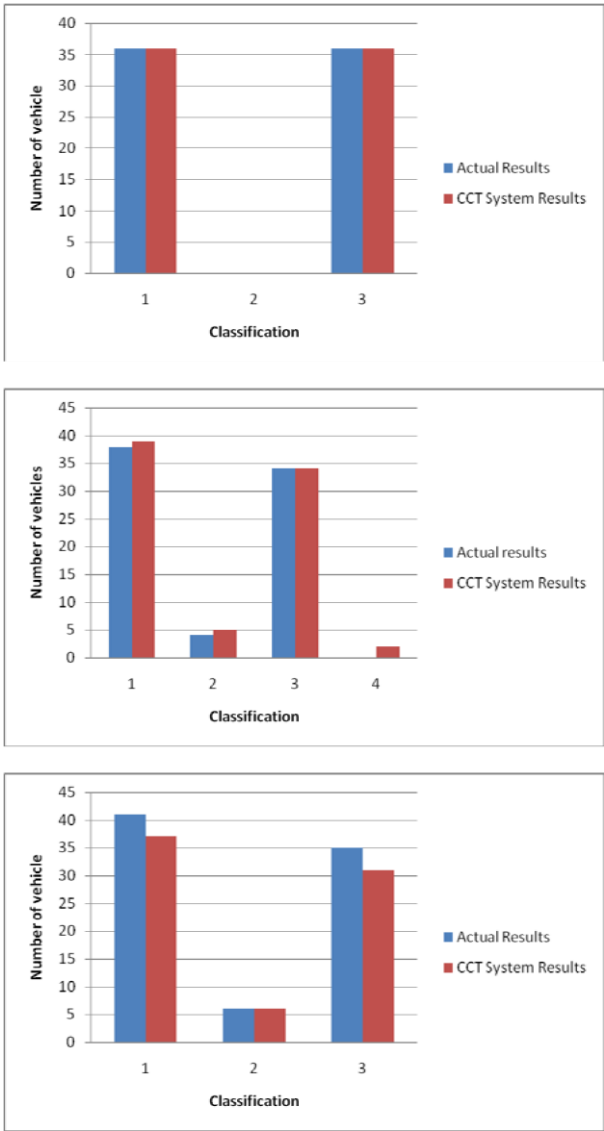 40
35
30
25
20
15
10
5
0
Number of vehicle
1 2 3
Classification
Actual Results
CCT System Results
45
40
35
30
25
20
15
10
5
0
Number of vehicles
1 2 3 4
Classification
Actual results
CCT System Results
45
40
35
30
25
20
15
10
5
0
Number of vehicle
1 2 3
Classification
Actual Results
CCT System Results